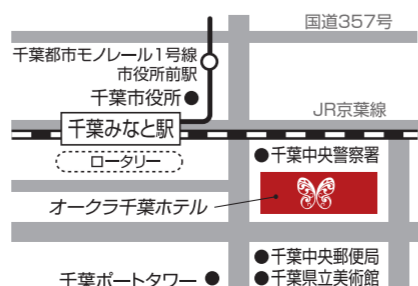 国道357号
千葉都市モノレール1号線
市役所前駅
千葉市役所●
JR京葉線
千葉みなと駅
ロータリー
●千葉中央警察署
オークラ千葉ホテル
●千葉中央郵便局
千葉ポートタワー●
●千葉県立美術館